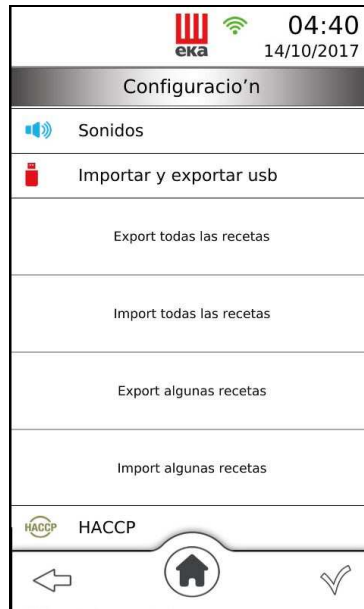 eka
04:40
14/10/2017
Configuracio’n
Sonidos
Importar y exportar usb
Export todas las recetas
Import todas las recetas
Export algunas recetas
Import algunas recetas
HACCP HACCP